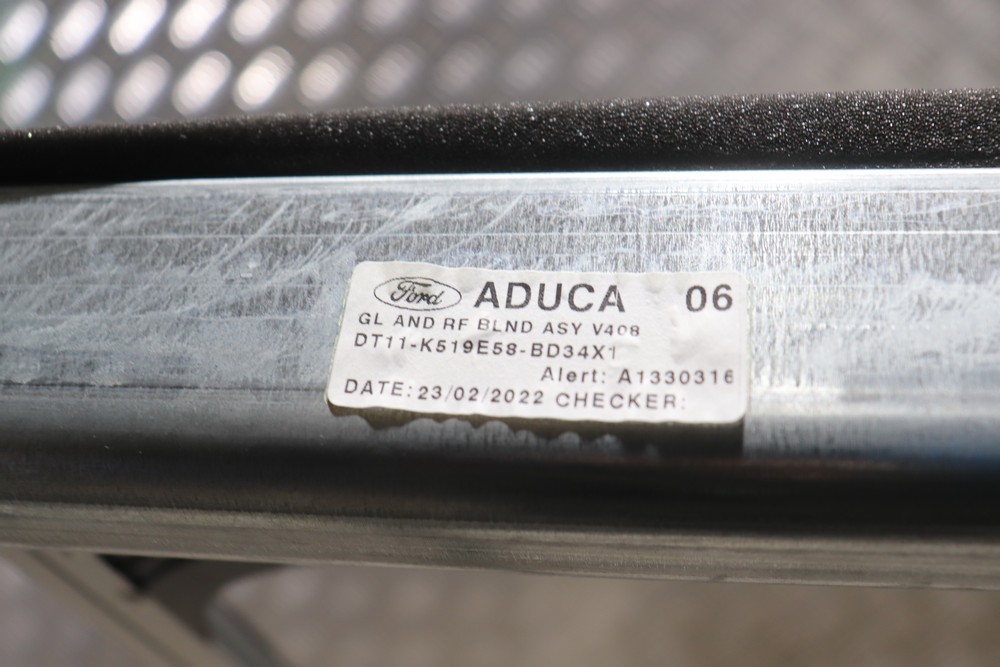 Ford ADUCA 06
GL AND RF BLND ASY V408
DT11-K519E58-BD34X1
Alert: A1330316
DATE: 23/02/2022 CHECKER: